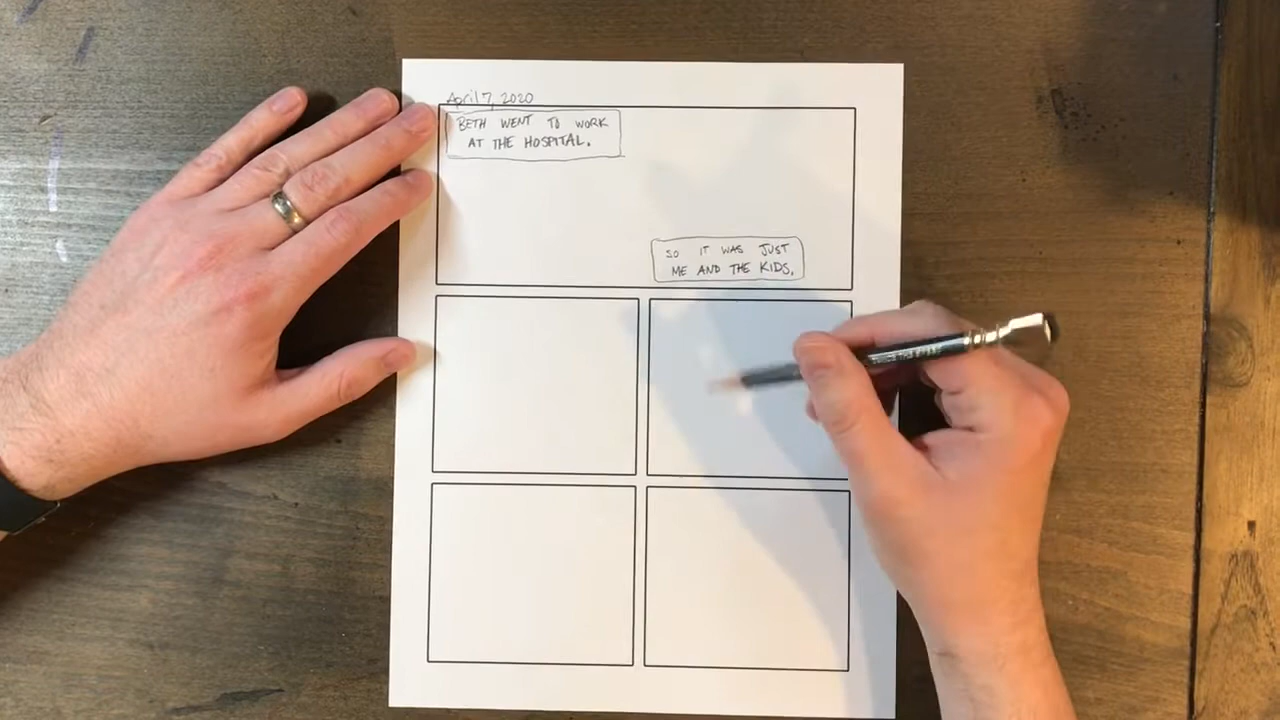 April 7, 2020
BETH WENT TO WORK
AT THE HOSPITAL.
SO IT WAS JUST
ME AND THE KIDS.